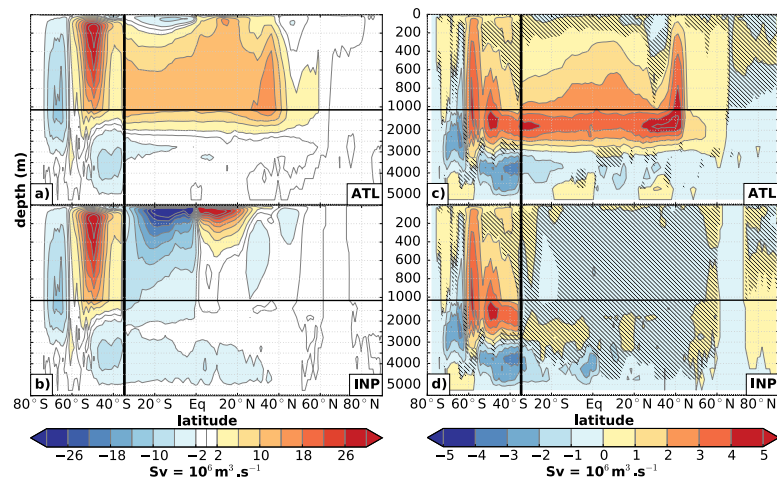 0
200
400
600
800
1000
2000
3000
4000
5000
a)
ATL
c)
ATL
depth (m)
0
200
400
600
800
1000
2000
3000
4000
5000
b)
INP
d)
INP
80°S 60°S 40°S 20°S Eq 20°N 40°N 60°N 80°N
80°S 60°S 40°S 20°S Eq 20°N 40°N 60°N 80°N
latitude
latitude
−26 −18 −10 −2 2 10 18 26
−5 −4 −3 −2 −1 0 1 2 3 4 5
Sv = 10⁶ m³.s⁻¹
Sv = 10⁶ m³.s⁻¹